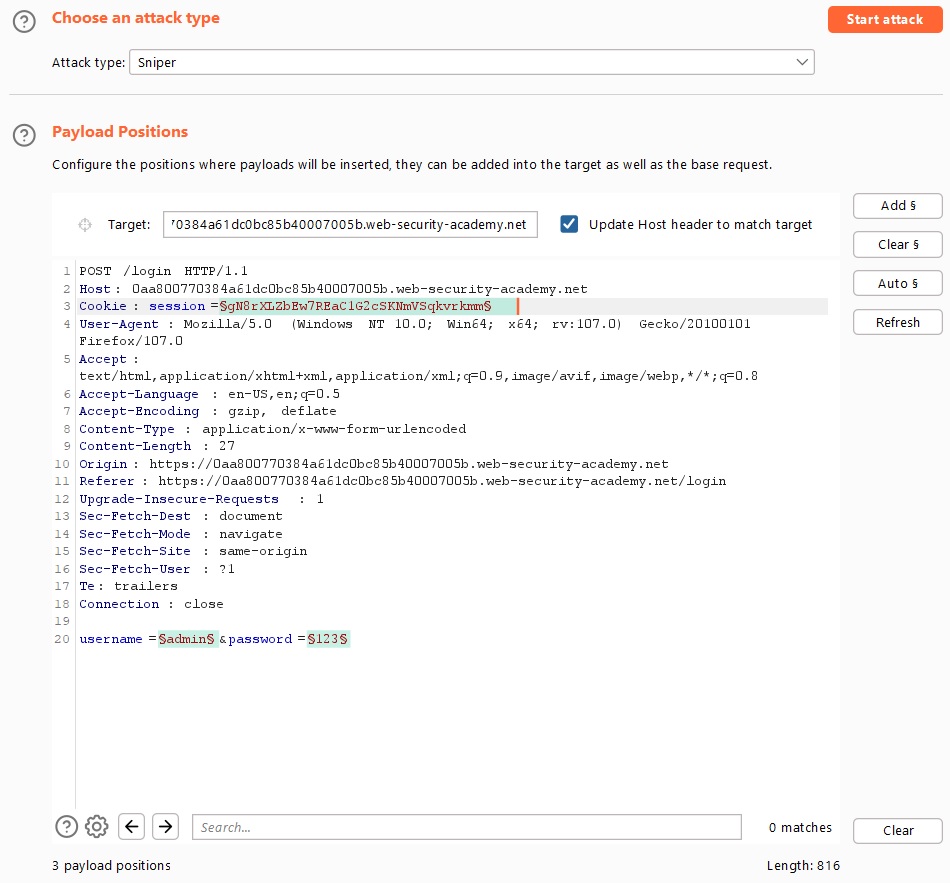 Choose an attack type
Start attack
Attack type: Sniper
Payload Positions
Configure the positions where payloads will be inserted, they can be added into the target as well as the base request.
Add §
Target: 70384a61dc0bc85b40007005b.web-security-academy.net
Update Host header to match target
Clear §
Auto §
Refresh
1 POST /login HTTP/1.1
2 Host: 0aa800770384a61dc0bc85b40007005b.web-security-academy.net
3 Cookie: session=§gN8rXLZbEw7REaClG2cSKNmVSqkvrkmm§
4 User-Agent: Mozilla/5.0 (Windows NT 10.0; Win64; x64; rv:107.0) Gecko/20100101
Firefox/107.0
5 Accept:
text/html,application/xhtml+xml,application/xml;q=0.9,image/avif,image/webp,*/*;q=0.8
6 Accept-Language: en-US,en;q=0.5
7 Accept-Encoding: gzip, deflate
8 Content-Type: application/x-www-form-urlencoded
9 Content-Length: 27
10 Origin: https://0aa800770384a61dc0bc85b40007005b.web-security-academy.net
11 Referer: https://0aa800770384a61dc0bc85b40007005b.web-security-academy.net/login
12 Upgrade-Insecure-Requests: 1
13 Sec-Fetch-Dest: document
14 Sec-Fetch-Mode: navigate
15 Sec-Fetch-Site: same-origin
16 Sec-Fetch-User: ?1
17 Te: trailers
18 Connection: close
19
20 username=§admin§&password=§123§
Search...
0 matches
Clear
3 payload positions
Length: 816